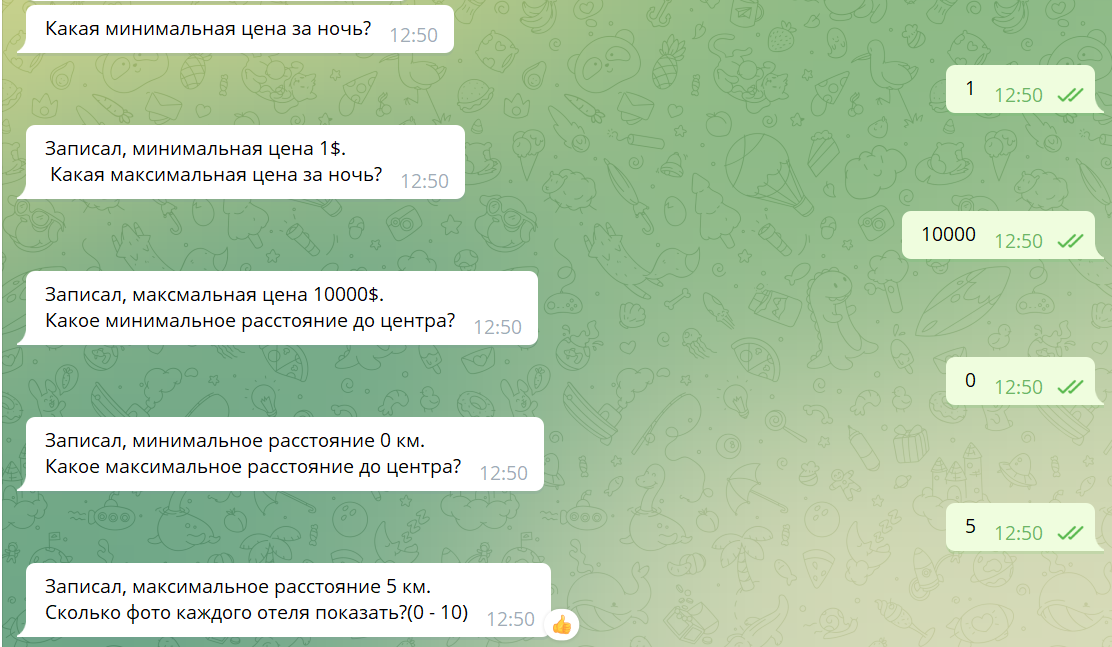 Какая минимальная цена за ночь? 12:50
1 12:50
Записал, минимальная цена 1$.
Какая максимальная цена за ночь? 12:50
10000 12:50
Записал, максмальная цена 10000$.
Какое минимальное расстояние до центра? 12:50
0 12:50
Записал, минимальное расстояние 0 км.
Какое максимальное расстояние до центра? 12:50
5 12:50
Записал, максимальное расстояние 5 км.
Сколько фото каждого отеля показать?(0 - 10) 12:50